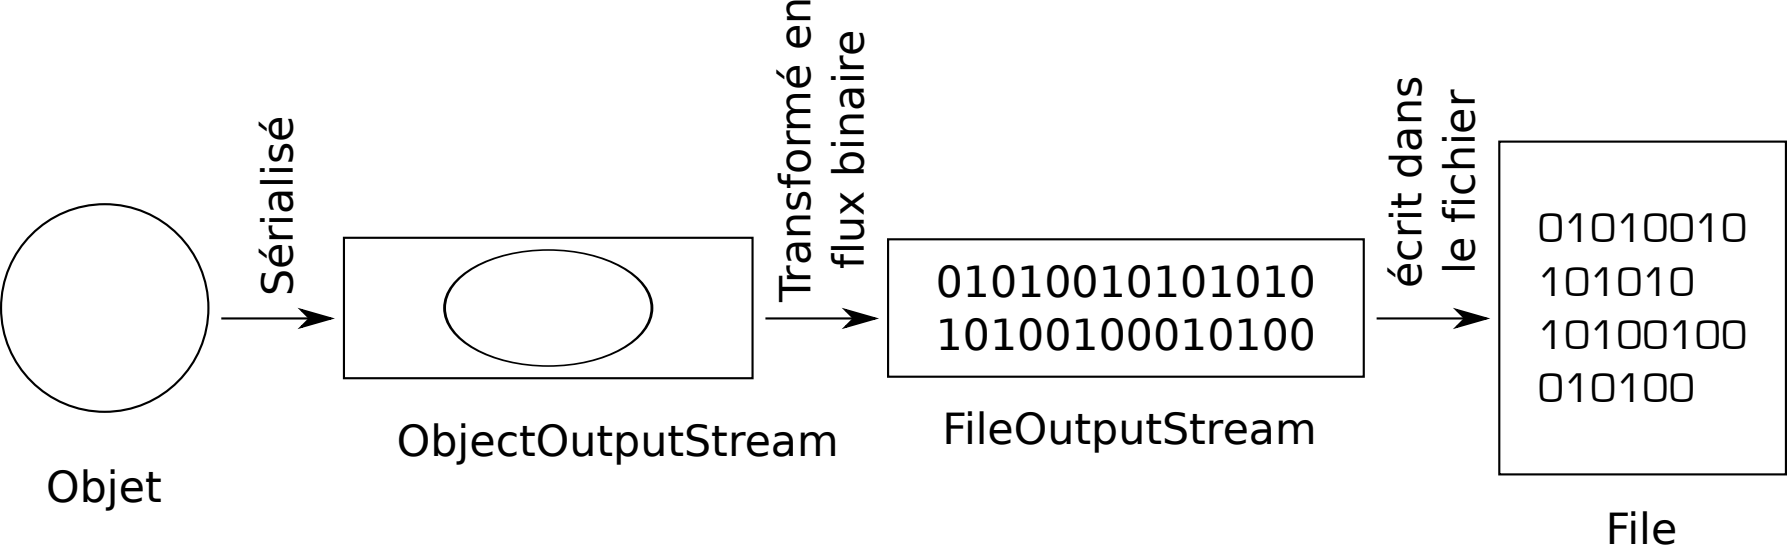 Objet
Sérialisé
ObjectOutputStream
Transformé en
flux binaire
01010010101010
10100100010100
FileOutputStream
écrit dans
le fichier
01010010
101010
10100100
010100
File